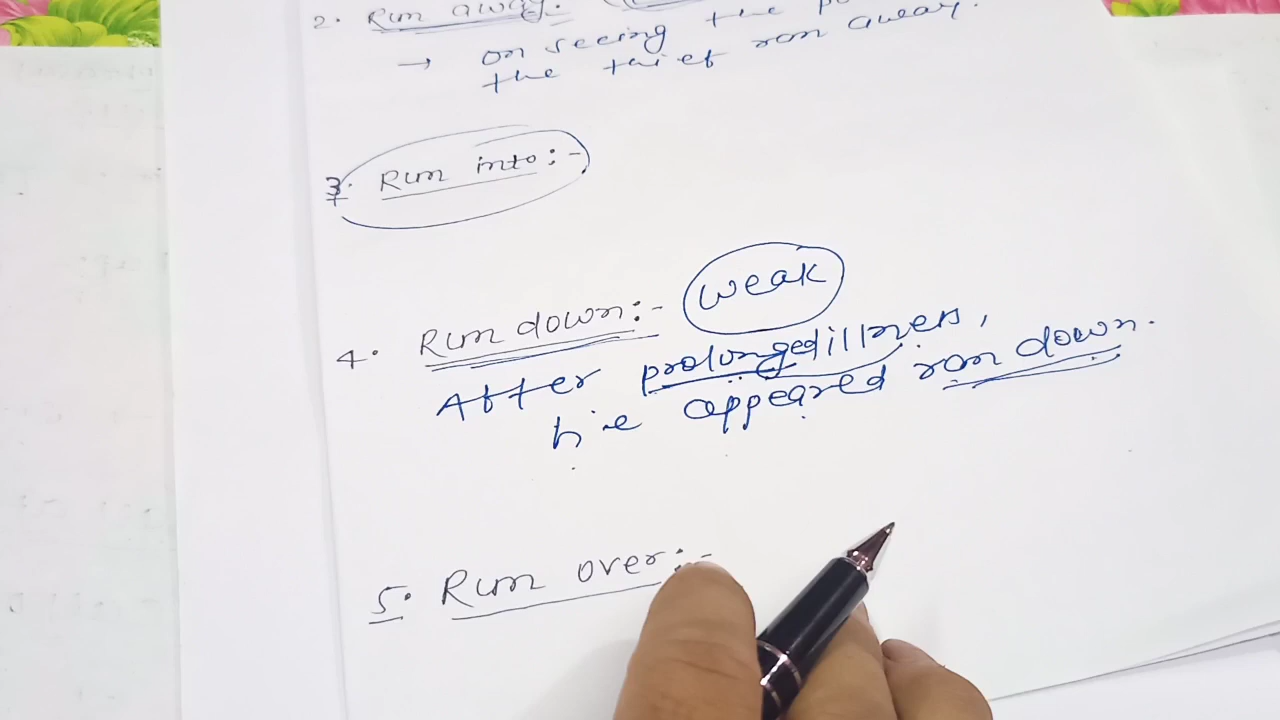 2. Run away:-
→ on seeing the
the thief ran away.
3. Run into:-
4. Run down:- weak
After prolonged illness,
he appeared ran down.
5. Run over:-